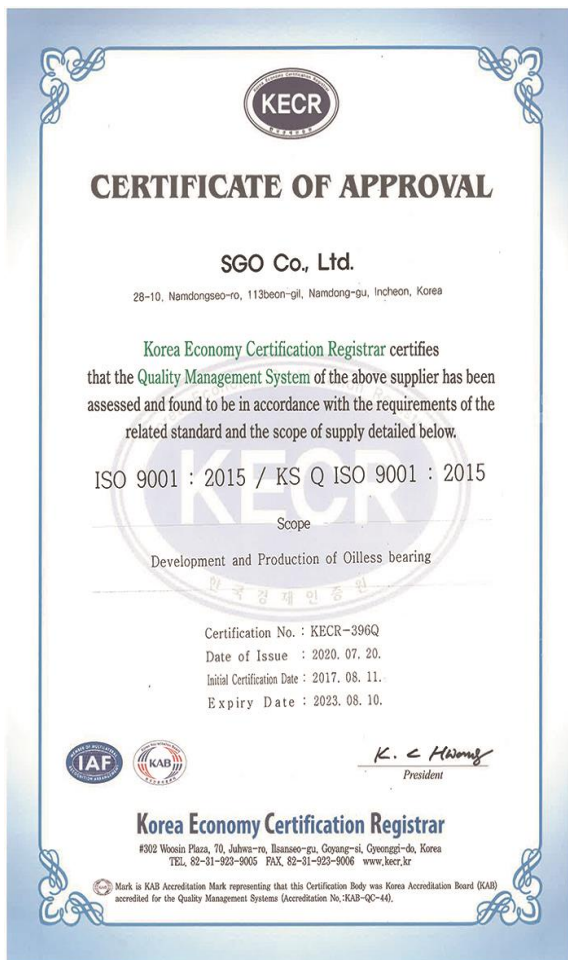 KECR
CERTIFICATE OF APPROVAL
SGO Co., Ltd.
28-10, Namdongseo-ro, 113beon-gil, Namdong-gu, Incheon, Korea
Korea Economy Certification Registrar certifies
that the Quality Management System of the above supplier has been
assessed and found to be in accordance with the requirements of the
related standard and the scope of supply detailed below.
KECR
ISO 9001 : 2015 / KS Q ISO 9001 : 2015
Scope
Development and Production of Oilless bearing
한국경제인증원
Certification No. : KECR-396Q
Date of Issue : 2020. 07. 20.
Initial Certification Date : 2017. 08. 11.
Expiry Date : 2023. 08. 10.
IAF
KAB
K. C Hwang
President
Korea Economy Certification Registrar
#302 Woosin Plaza, 70, Juhwa-ro, Ilsanseo-gu, Goyang-si, Gyeonggi-do, Korea
TEL. 82-31-923-9005 FAX. 82-31-923-9006 www.kecr.kr
Mark is KAB Accreditation Mark representing that this Certification Body was Korea Accreditation Board (KAB)
accredited for the Quality Management Systems (Accreditation No.:KAB-QC-44).